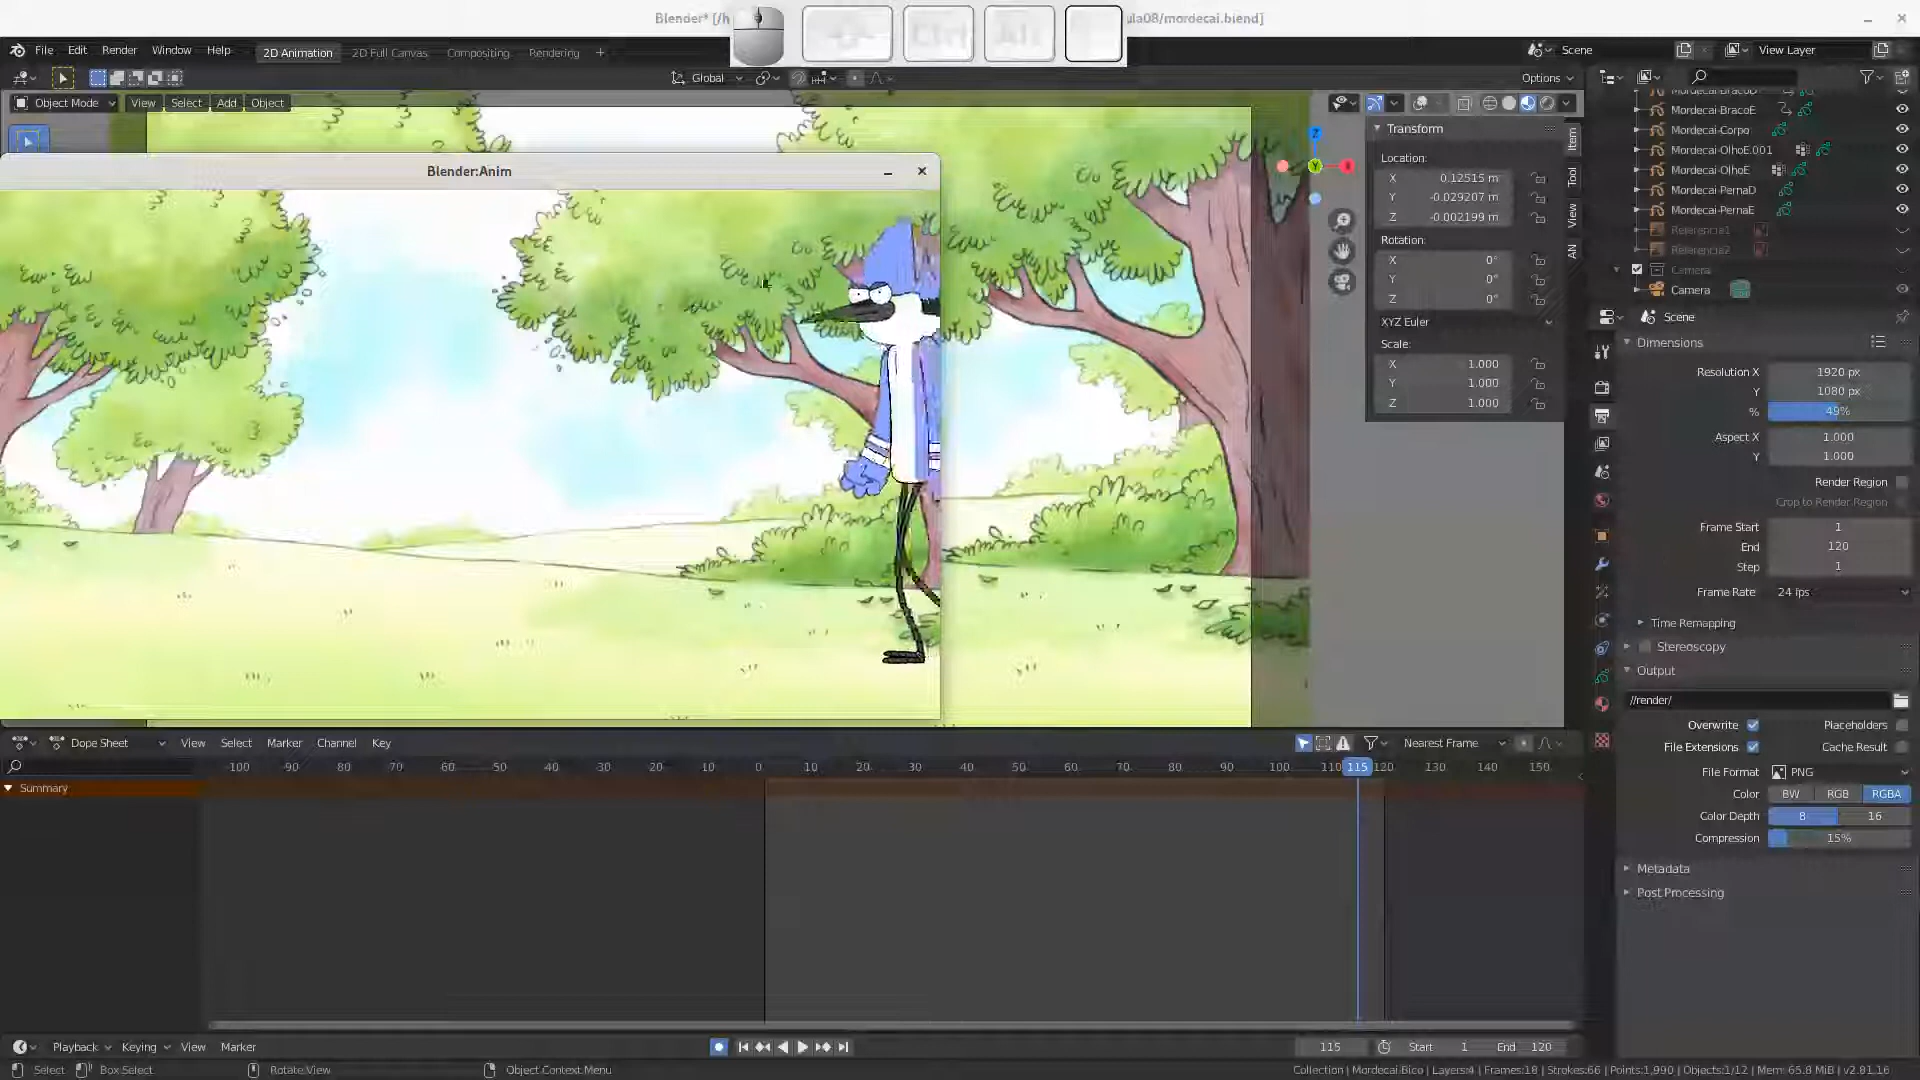 Blender* [/h
ula08/mordecai.blend]
Ctrl
Alt
File Edit Render Window Help
2D Animation 2D Full Canvas Compositing Rendering +
Scene
View Layer
Global
Options
Object Mode View Select Add Object
Blender:Anim
Transform
Location:
X 0.12515 m
Y -0.029207 m
Z -0.002199 m
Rotation:
X 0°
Y 0°
Z 0°
XYZ Euler
Scale:
X 1.000
Y 1.000
Z 1.000
Item
Tool
View
AN
Z
Y
X
Mordecai-BracoD
Mordecai-BracoE
Mordecai-Corpo
Mordecai-OlhoE.001
Mordecai-OlhoE
Mordecai-PernaD
Mordecai-PernaE
Referencia1
Referencia2
Camera
Camera
Scene
Dimensions
Resolution X 1920 px
Y 1080 px
% 49%
Aspect X 1.000
Y 1.000
Render Region
Crop to Render Region
Frame Start 1
End 120
Step 1
Frame Rate 24 fps
Time Remapping
Stereoscopy
Output
//render/
Overwrite Placeholders
File Extensions Cache Result
File Format PNG
Color BW RGB RGBA
Color Depth 8 16
Compression 15%
Metadata
Post Processing
Dope Sheet View Select Marker Channel Key
Nearest Frame
-100 -90 -80 -70 -60 -50 -40 -30 -20 -10 0 10 20 30 40 50 60 70 80 90 100 110 115 120 130 140 150
Summary
Playback Keying View Marker
115 Start 1 End 120
Select Box Select Rotate View Object Context Menu
Collection | Mordecai-Bico | Layers:4 | Frames:18 | Strokes:66 | Points:1,990 | Objects:1/12 | Mem: 65.8 MiB | v2.81.16